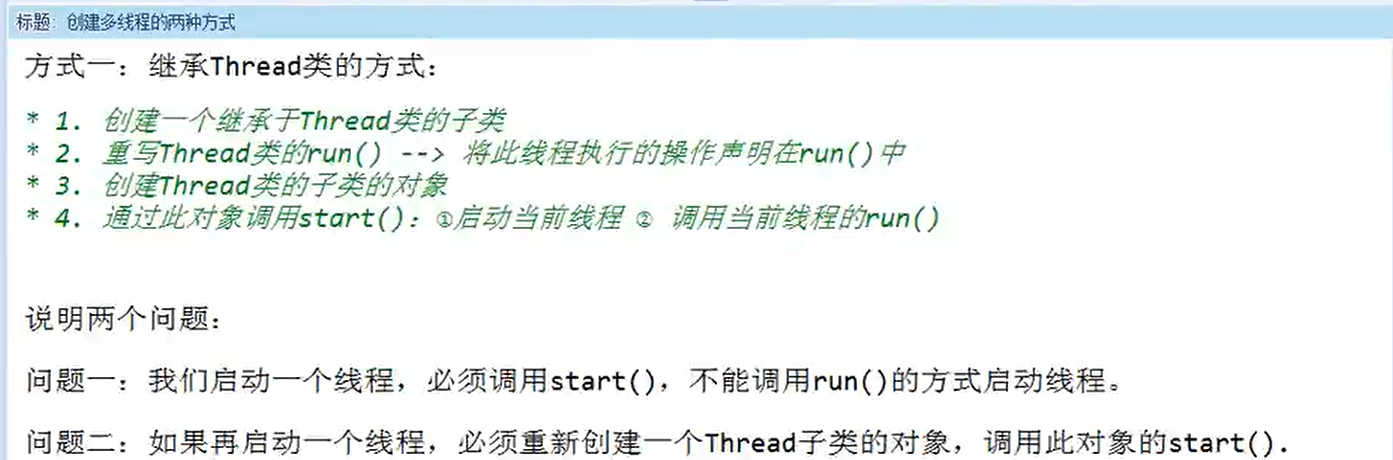 标题: 创建多线程的两种方式
方式一：继承Thread类的方式：
* 1. 创建一个继承于Thread类的子类
* 2. 重写Thread类的run() --> 将此线程执行的操作声明在run()中
* 3. 创建Thread类的子类的对象
* 4. 通过此对象调用start()：①启动当前线程 ② 调用当前线程的run()
说明两个问题：
问题一：我们启动一个线程，必须调用start()，不能调用run()的方式启动线程。
问题二：如果再启动一个线程，必须重新创建一个Thread子类的对象，调用此对象的start().